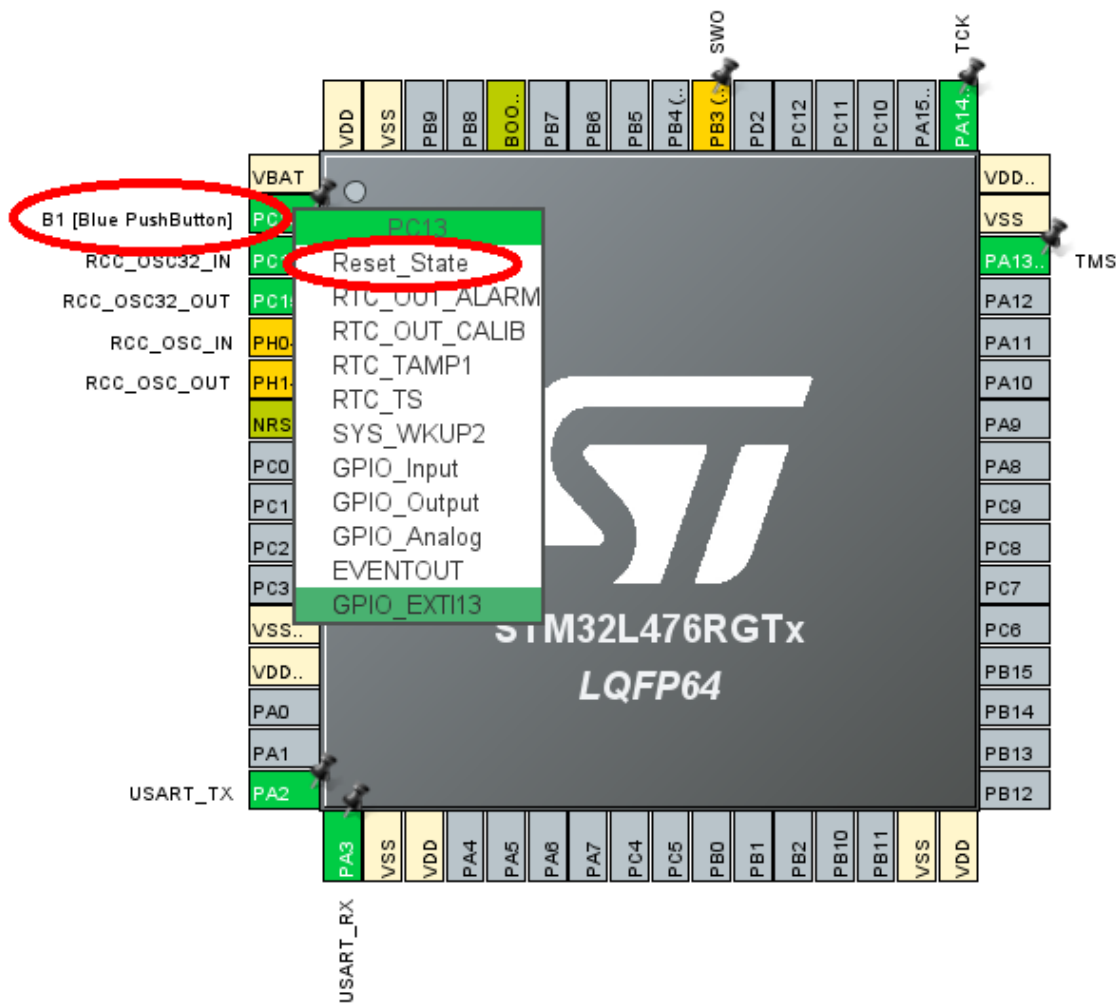 SWO
TCK
VDD
VSS
PB9
PB8
BOO..
PB7
PB6
PB5
PB4 (..
PB3 (..
PD2
PC12
PC11
PC10
PA15..
PA14..
VBAT
B1 [Blue PushButton]
RCC_OSC32_IN
RCC_OSC32_OUT
PC1
RCC_OSC_IN
PH0-
RCC_OSC_OUT
PH1-
NRS
PC0
PC1
PC2
PC3
VSS..
VDD..
PA0
PA1
USART_TX
PA2
PC13
Reset_State
RTC_OUT_ALARM
RTC_OUT_CALIB
RTC_TAMP1
RTC_TS
SYS_WKUP2
GPIO_Input
GPIO_Output
GPIO_Analog
EVENTOUT
GPIO_EXTI13
ST
STM32L476RGTx
LQFP64
VDD..
VSS
PA13..
TMS
PA12
PA11
PA10
PA9
PA8
PC9
PC8
PC7
PC6
PB15
PB14
PB13
PB12
PA3
VSS
VDD
PA4
PA5
PA6
PA7
PC4
PC5
PB0
PB1
PB2
PB10
PB11
VSS
VDD
USART_RX